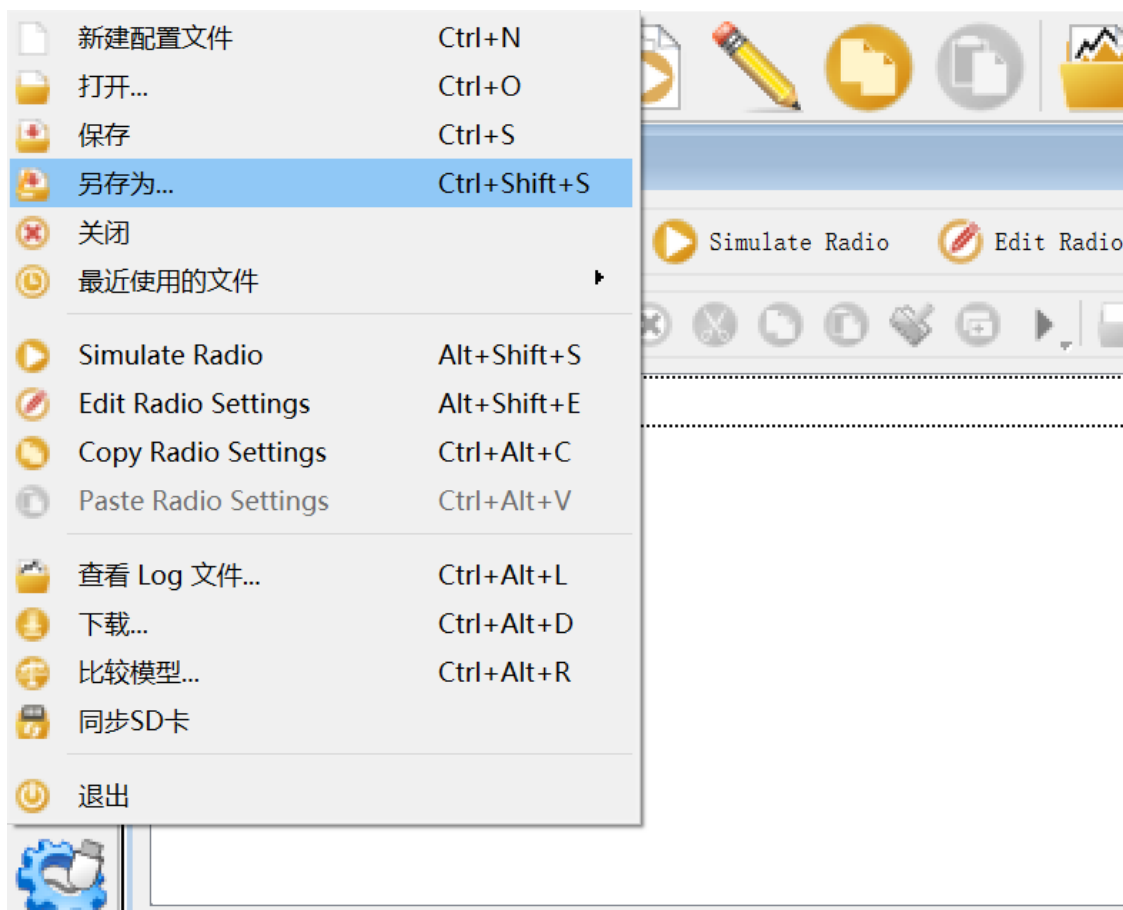 新建配置文件 Ctrl+N
打开... Ctrl+O
保存 Ctrl+S
另存为... Ctrl+Shift+S
关闭
最近使用的文件
Simulate Radio Edit Radio
Simulate Radio Alt+Shift+S
Edit Radio Settings Alt+Shift+E
Copy Radio Settings Ctrl+Alt+C
Paste Radio Settings Ctrl+Alt+V
查看 Log 文件... Ctrl+Alt+L
下载... Ctrl+Alt+D
比较模型... Ctrl+Alt+R
同步SD卡
退出